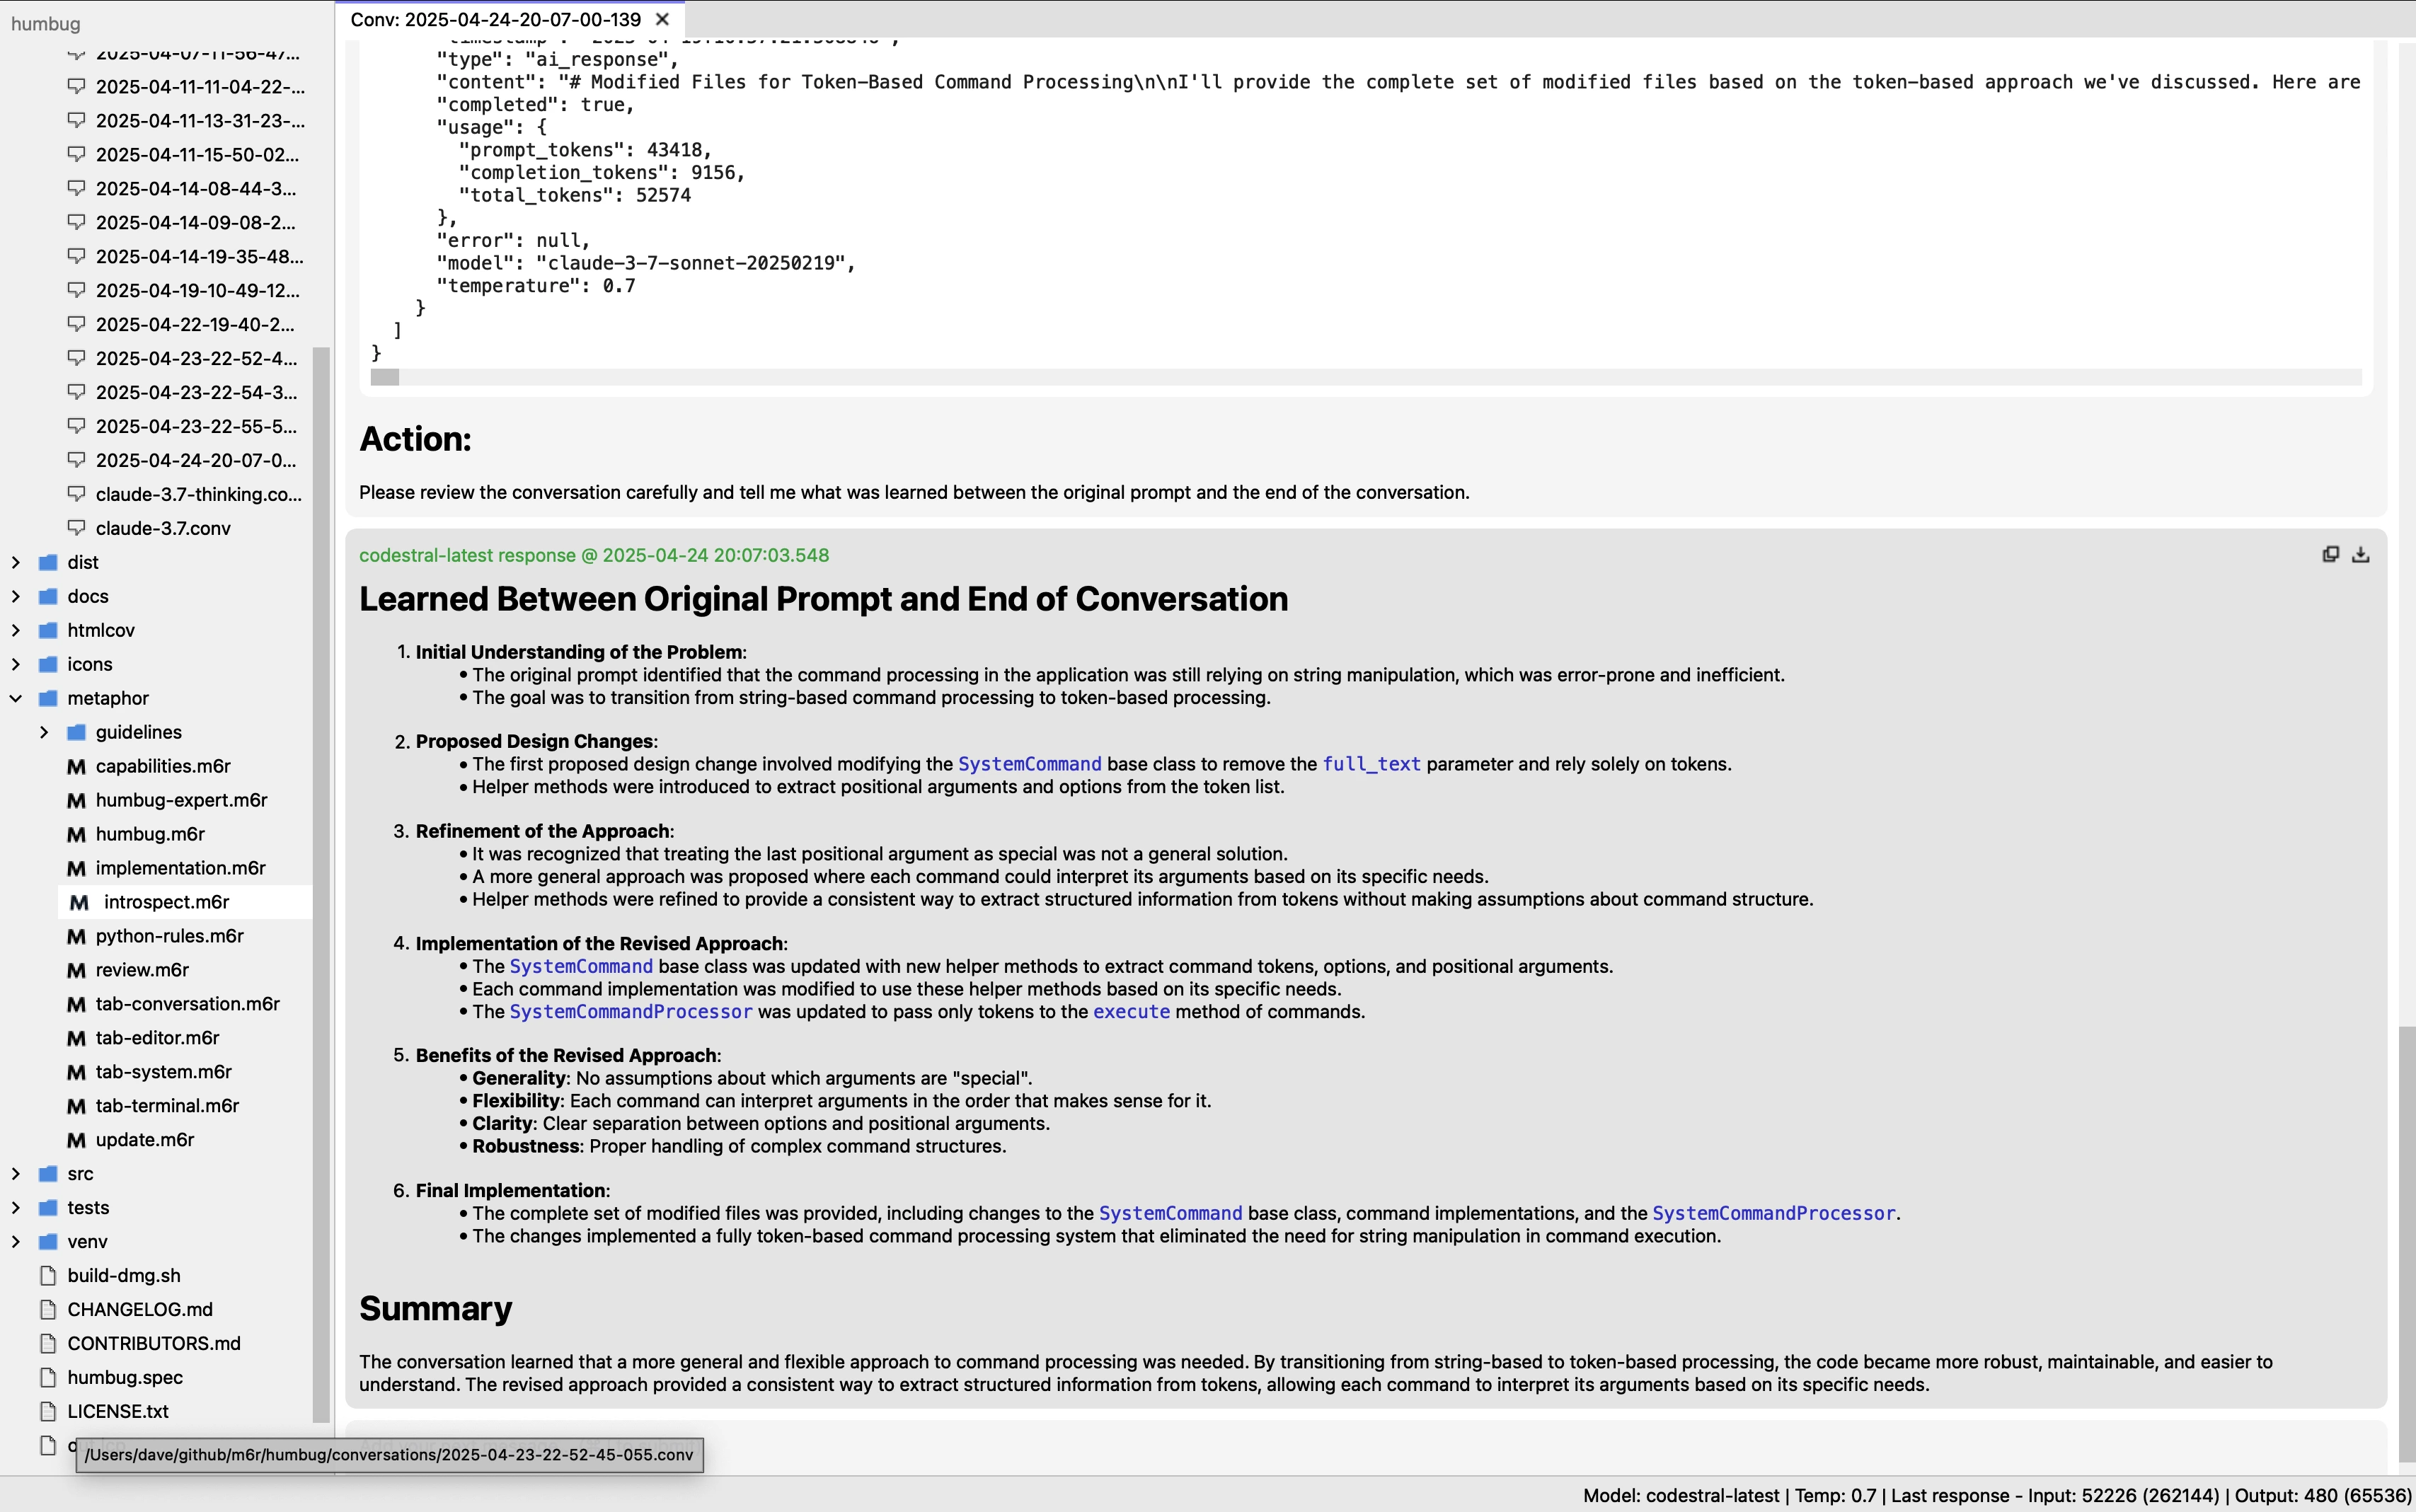 humbug
2025-04-07-11-56-47...
2025-04-11-11-04-22-...
2025-04-11-13-31-23-...
2025-04-11-15-50-02...
2025-04-14-08-44-3...
2025-04-14-09-08-2...
2025-04-14-19-35-48...
2025-04-19-10-49-12...
2025-04-22-19-40-2...
2025-04-23-22-52-4...
2025-04-23-22-54-3...
2025-04-23-22-55-5...
2025-04-24-20-07-0...
claude-3.7-thinking.co...
claude-3.7.conv
dist
docs
htmlcov
icons
metaphor
guidelines
M capabilities.m6r
M humbug-expert.m6r
M humbug.m6r
M implementation.m6r
M introspect.m6r
M python-rules.m6r
M review.m6r
M tab-conversation.m6r
M tab-editor.m6r
M tab-system.m6r
M tab-terminal.m6r
M update.m6r
src
tests
venv
build-dmg.sh
CHANGELOG.md
CONTRIBUTORS.md
humbug.spec
LICENSE.txt
/Users/dave/github/m6r/humbug/conversations/2025-04-23-22-52-45-055.conv
Conv: 2025-04-24-20-07-00-139
"type": "ai_response",
"content": "# Modified Files for Token-Based Command Processing\n\nI'll provide the complete set of modified files based on the token-based approach we've discussed. Here are
"completed": true,
"usage": {
"prompt_tokens": 43418,
"completion_tokens": 9156,
"total_tokens": 52574
},
"error": null,
"model": "claude-3-7-sonnet-20250219",
"temperature": 0.7
}
]
}
Action:
Please review the conversation carefully and tell me what was learned between the original prompt and the end of the conversation.
codestral-latest response @ 2025-04-24 20:07:03.548
Learned Between Original Prompt and End of Conversation
1. Initial Understanding of the Problem:
• The original prompt identified that the command processing in the application was still relying on string manipulation, which was error-prone and inefficient.
• The goal was to transition from string-based command processing to token-based processing.
2. Proposed Design Changes:
• The first proposed design change involved modifying the SystemCommand base class to remove the full_text parameter and rely solely on tokens.
• Helper methods were introduced to extract positional arguments and options from the token list.
3. Refinement of the Approach:
• It was recognized that treating the last positional argument as special was not a general solution.
• A more general approach was proposed where each command could interpret its arguments based on its specific needs.
• Helper methods were refined to provide a consistent way to extract structured information from tokens without making assumptions about command structure.
4. Implementation of the Revised Approach:
• The SystemCommand base class was updated with new helper methods to extract command tokens, options, and positional arguments.
• Each command implementation was modified to use these helper methods based on its specific needs.
• The SystemCommandProcessor was updated to pass only tokens to the execute method of commands.
5. Benefits of the Revised Approach:
• Generality: No assumptions about which arguments are "special".
• Flexibility: Each command can interpret arguments in the order that makes sense for it.
• Clarity: Clear separation between options and positional arguments.
• Robustness: Proper handling of complex command structures.
6. Final Implementation:
• The complete set of modified files was provided, including changes to the SystemCommand base class, command implementations, and the SystemCommandProcessor.
• The changes implemented a fully token-based command processing system that eliminated the need for string manipulation in command execution.
Summary
The conversation learned that a more general and flexible approach to command processing was needed. By transitioning from string-based to token-based processing, the code became more robust, maintainable, and easier to
understand. The revised approach provided a consistent way to extract structured information from tokens, allowing each command to interpret its arguments based on its specific needs.
Model: codestral-latest | Temp: 0.7 | Last response - Input: 52226 (262144) | Output: 480 (65536)